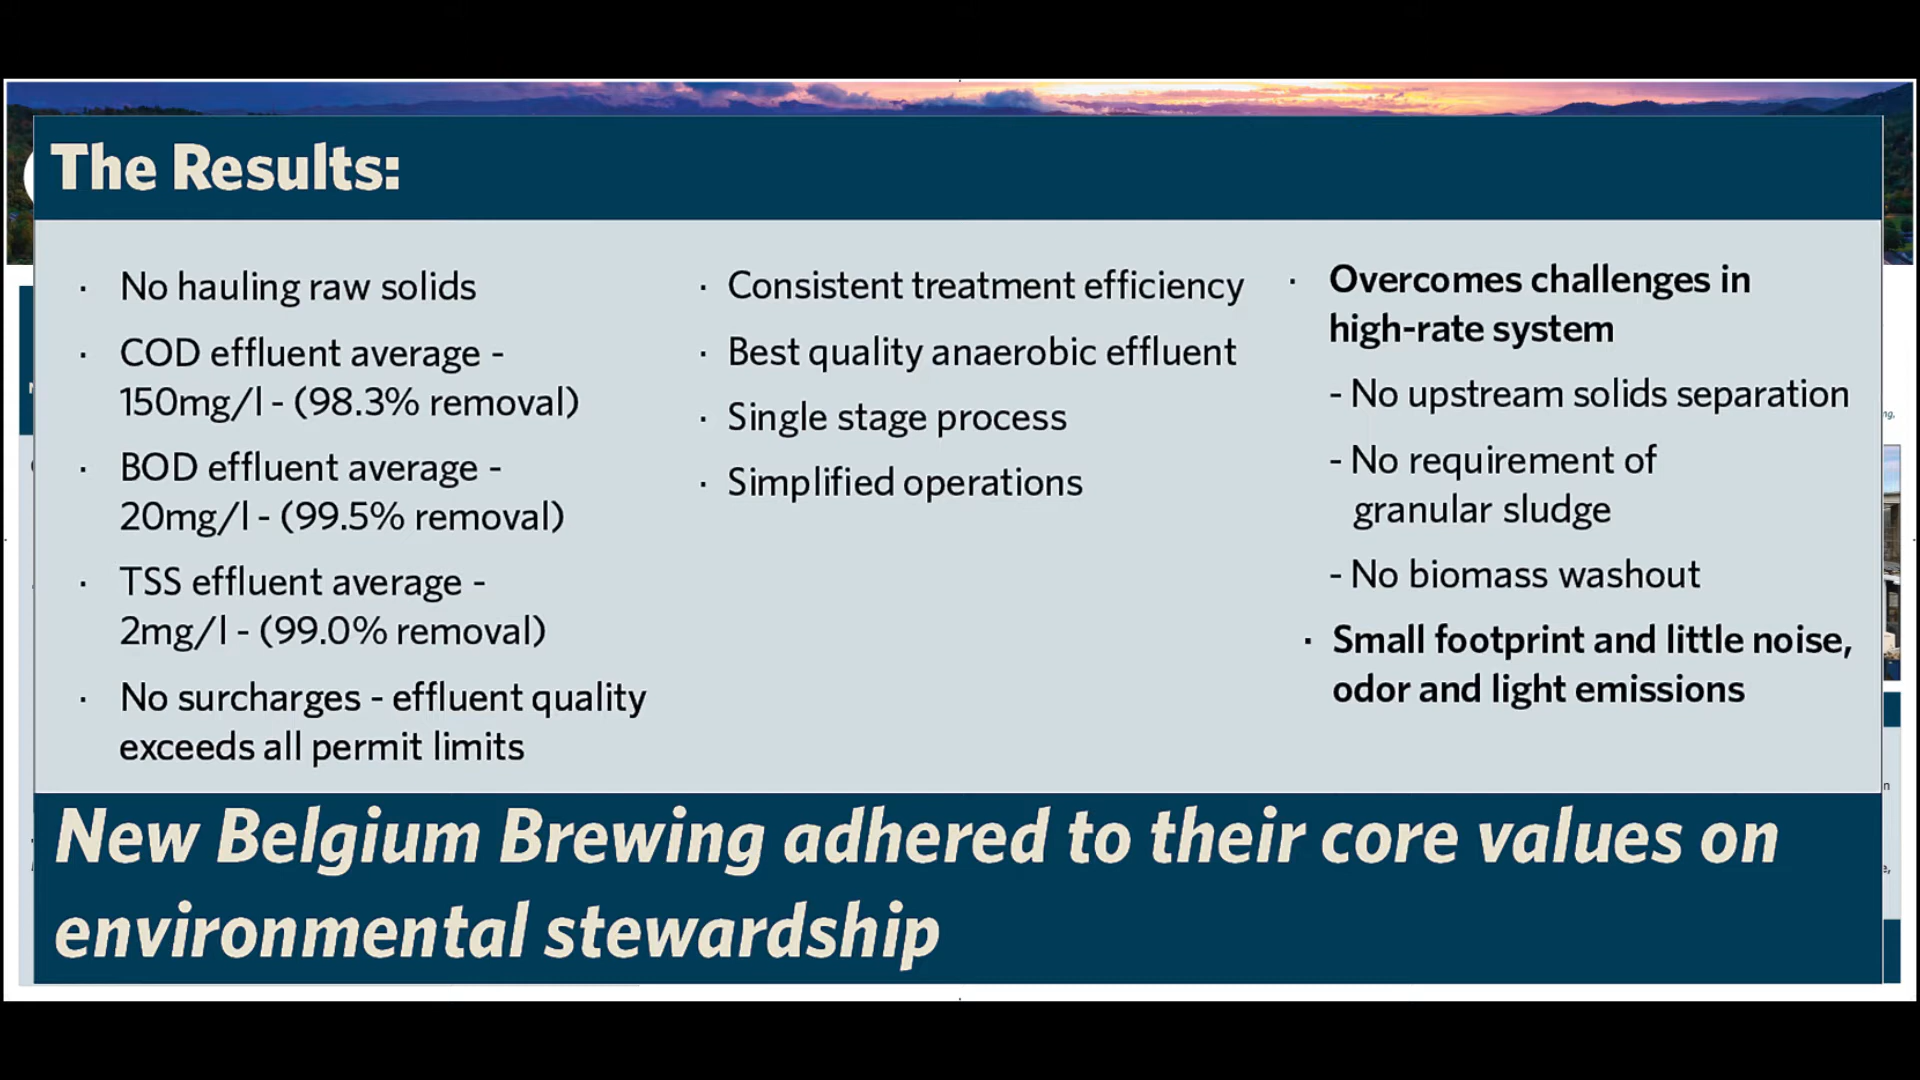 The Results:
· No hauling raw solids
· COD effluent average -
150mg/l - (98.3% removal)
· BOD effluent average -
20mg/l - (99.5% removal)
· TSS effluent average -
2mg/l - (99.0% removal)
· No surcharges - effluent quality
exceeds all permit limits
· Consistent treatment efficiency
· Best quality anaerobic effluent
· Single stage process
· Simplified operations
· Overcomes challenges in
high-rate system
- No upstream solids separation
- No requirement of
granular sludge
- No biomass washout
· Small footprint and little noise,
odor and light emissions
New Belgium Brewing adhered to their core values on
environmental stewardship